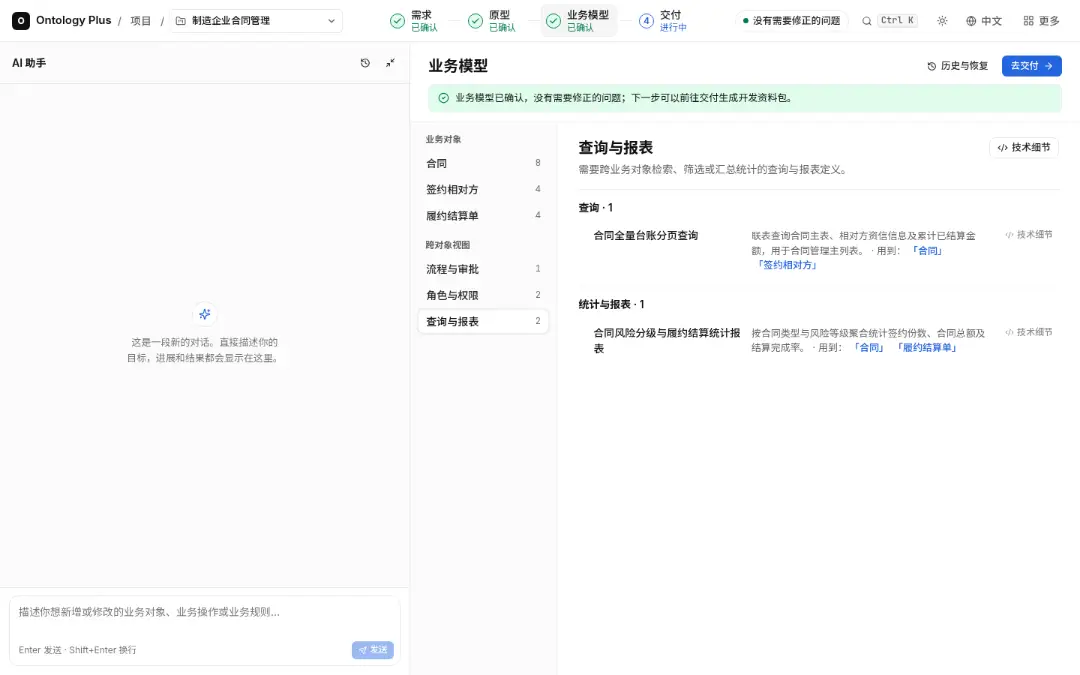 O Ontology Plus / 项目 / 制造企业合同管理
需求
已确认
原型
已确认
业务模型
已确认
4 交付
进行中
没有需要修正的问题
Ctrl K
中文
更多
AI 助手
这是一段新的对话。直接描述你的
目标，进展和结果都会显示在这里。
描述你想新增或修改的业务对象、业务操作或业务规则...
Enter 发送 · Shift+Enter 换行
发送
业务模型
历史与恢复
去交付 →
业务模型已确认，没有需要修正的问题；下一步可以前往交付生成开发资料包。
业务对象
合同 8
签约相对方 4
履约结算单 4
跨对象视图
流程与审批 1
角色与权限 2
查询与报表 2
查询与报表
</> 技术细节
需要跨业务对象检索、筛选或汇总统计的查询与报表定义。
查询 · 1
合同全量台账分页查询
联表查询合同主表、相对方资信信息及累计已结算金
额，用于合同管理主列表。 · 用到： 「合同」
「签约相对方」
</> 技术细节
统计与报表 · 1
合同风险分级与履约结算统计报
表
按合同类型与风险等级聚合统计签约份数、合同总额及
结算完成率。 · 用到： 「合同」 「履约结算单」
</> 技术细节